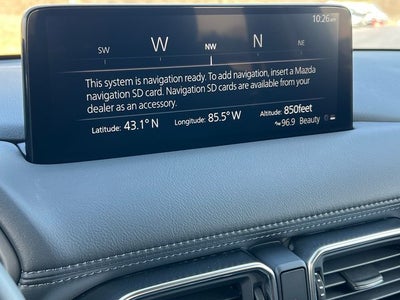 10:26AM
SW W NW N NE
This system is navigation ready. To add navigation, insert a Mazda
navigation SD card. Navigation SD cards are available from your
dealer as an accessory.
Latitude: 43.1° N Longitude: 85.5° W Altitude: 850feet
96.9 Beauty